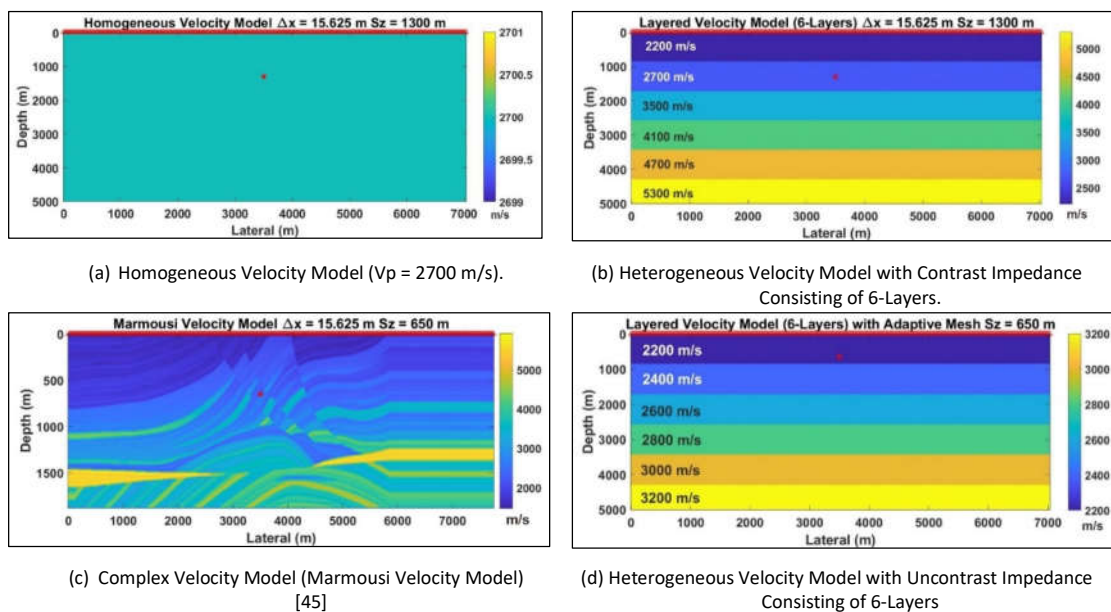 Homogeneous Velocity Model Δx = 15.625 m Sz = 1300 m
0
1000
2000
3000
4000
5000
Depth (m)
0 1000 2000 3000 4000 5000 6000 7000
Lateral (m)
2701
2700.5
2700
2699.5
2699
m/s
(a) Homogeneous Velocity Model (Vp = 2700 m/s).
Layered Velocity Model (6-Layers) Δx = 15.625 m Sz = 1300 m
0
1000
2000
3000
4000
5000
Depth (m)
2200 m/s
2700 m/s
3500 m/s
4100 m/s
4700 m/s
5300 m/s
0 1000 2000 3000 4000 5000 6000 7000
Lateral (m)
5000
4500
4000
3500
3000
2500
m/s
(b) Heterogeneous Velocity Model with Contrast Impedance
Consisting of 6-Layers.
Marmousi Velocity Model Δx = 15.625 m Sz = 650 m
0
500
1000
1500
Depth (m)
0 1000 2000 3000 4000 5000 6000 7000
Lateral (m)
5000
4000
3000
2000
m/s
(c) Complex Velocity Model (Marmousi Velocity Model)
[45]
Layered Velocity Model (6-Layers) with Adaptive Mesh Sz = 650 m
0
1000
2000
3000
4000
5000
Depth (m)
2200 m/s
2400 m/s
2600 m/s
2800 m/s
3000 m/s
3200 m/s
0 1000 2000 3000 4000 5000 6000 7000
Lateral (m)
3200
3000
2800
2600
2400
2200
m/s
(d) Heterogeneous Velocity Model with Uncontrast Impedance
Consisting of 6-Layers